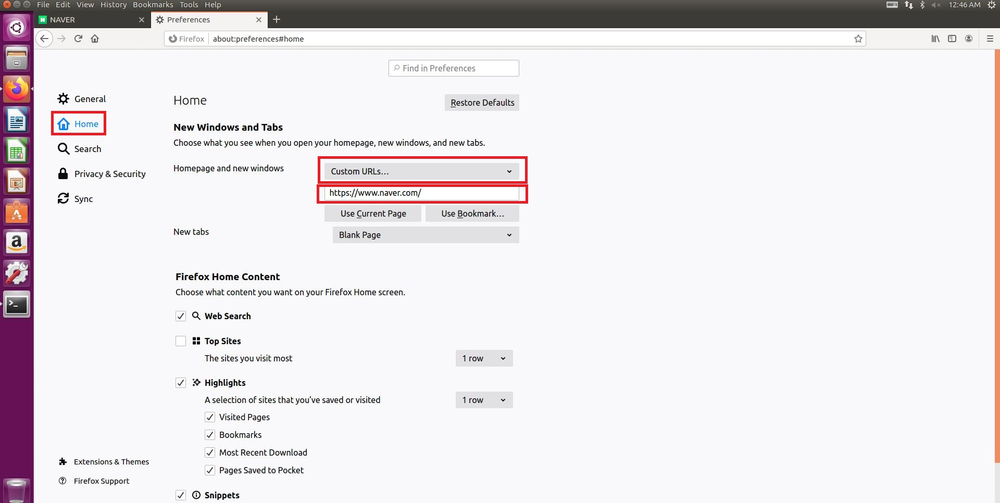 File Edit View History Bookmarks Tools Help
12:46 AM
N NAVER
Preferences
Firefox
about:preferences#home
Find in Preferences
General
Home
Search
Privacy & Security
Sync
Home
Restore Defaults
New Windows and Tabs
Choose what you see when you open your homepage, new windows, and new tabs.
Homepage and new windows
Custom URLs...
https://www.naver.com/
Use Current Page
Use Bookmark...
New tabs
Blank Page
Firefox Home Content
Choose what content you want on your Firefox Home screen.
Web Search
Top Sites
The sites you visit most
1 row
Highlights
A selection of sites that you've saved or visited
1 row
Visited Pages
Bookmarks
Most Recent Download
Pages Saved to Pocket
Snippets
Extensions & Themes
Firefox Support